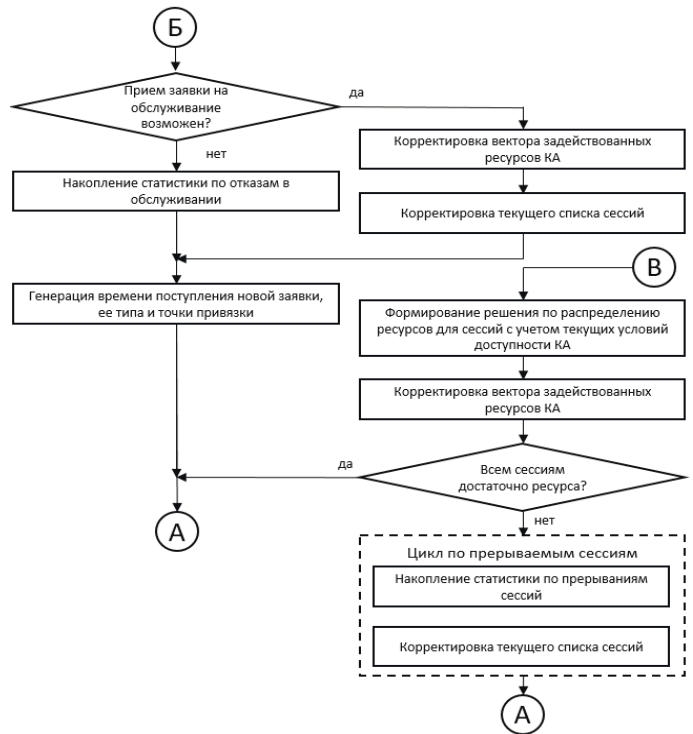 Б
Прием заявки на
обслуживание
возможен?
да
нет
Корректировка вектора задействованных
ресурсов КА
Накопление статистики по отказам в
обслуживании
Корректировка текущего списка сессий
В
Генерация времени поступления новой заявки,
ее типа и точки привязки
Формирование решения по распределению
ресурсов для сессий с учетом текущих условий
доступности КА
Корректировка вектора задействованных
ресурсов КА
да
Всем сессиям
достаточно ресурса?
А
нет
Цикл по прерываемым сессиям
Накопление статистики по прерываниям
сессий
Корректировка текущего списка сессий
А